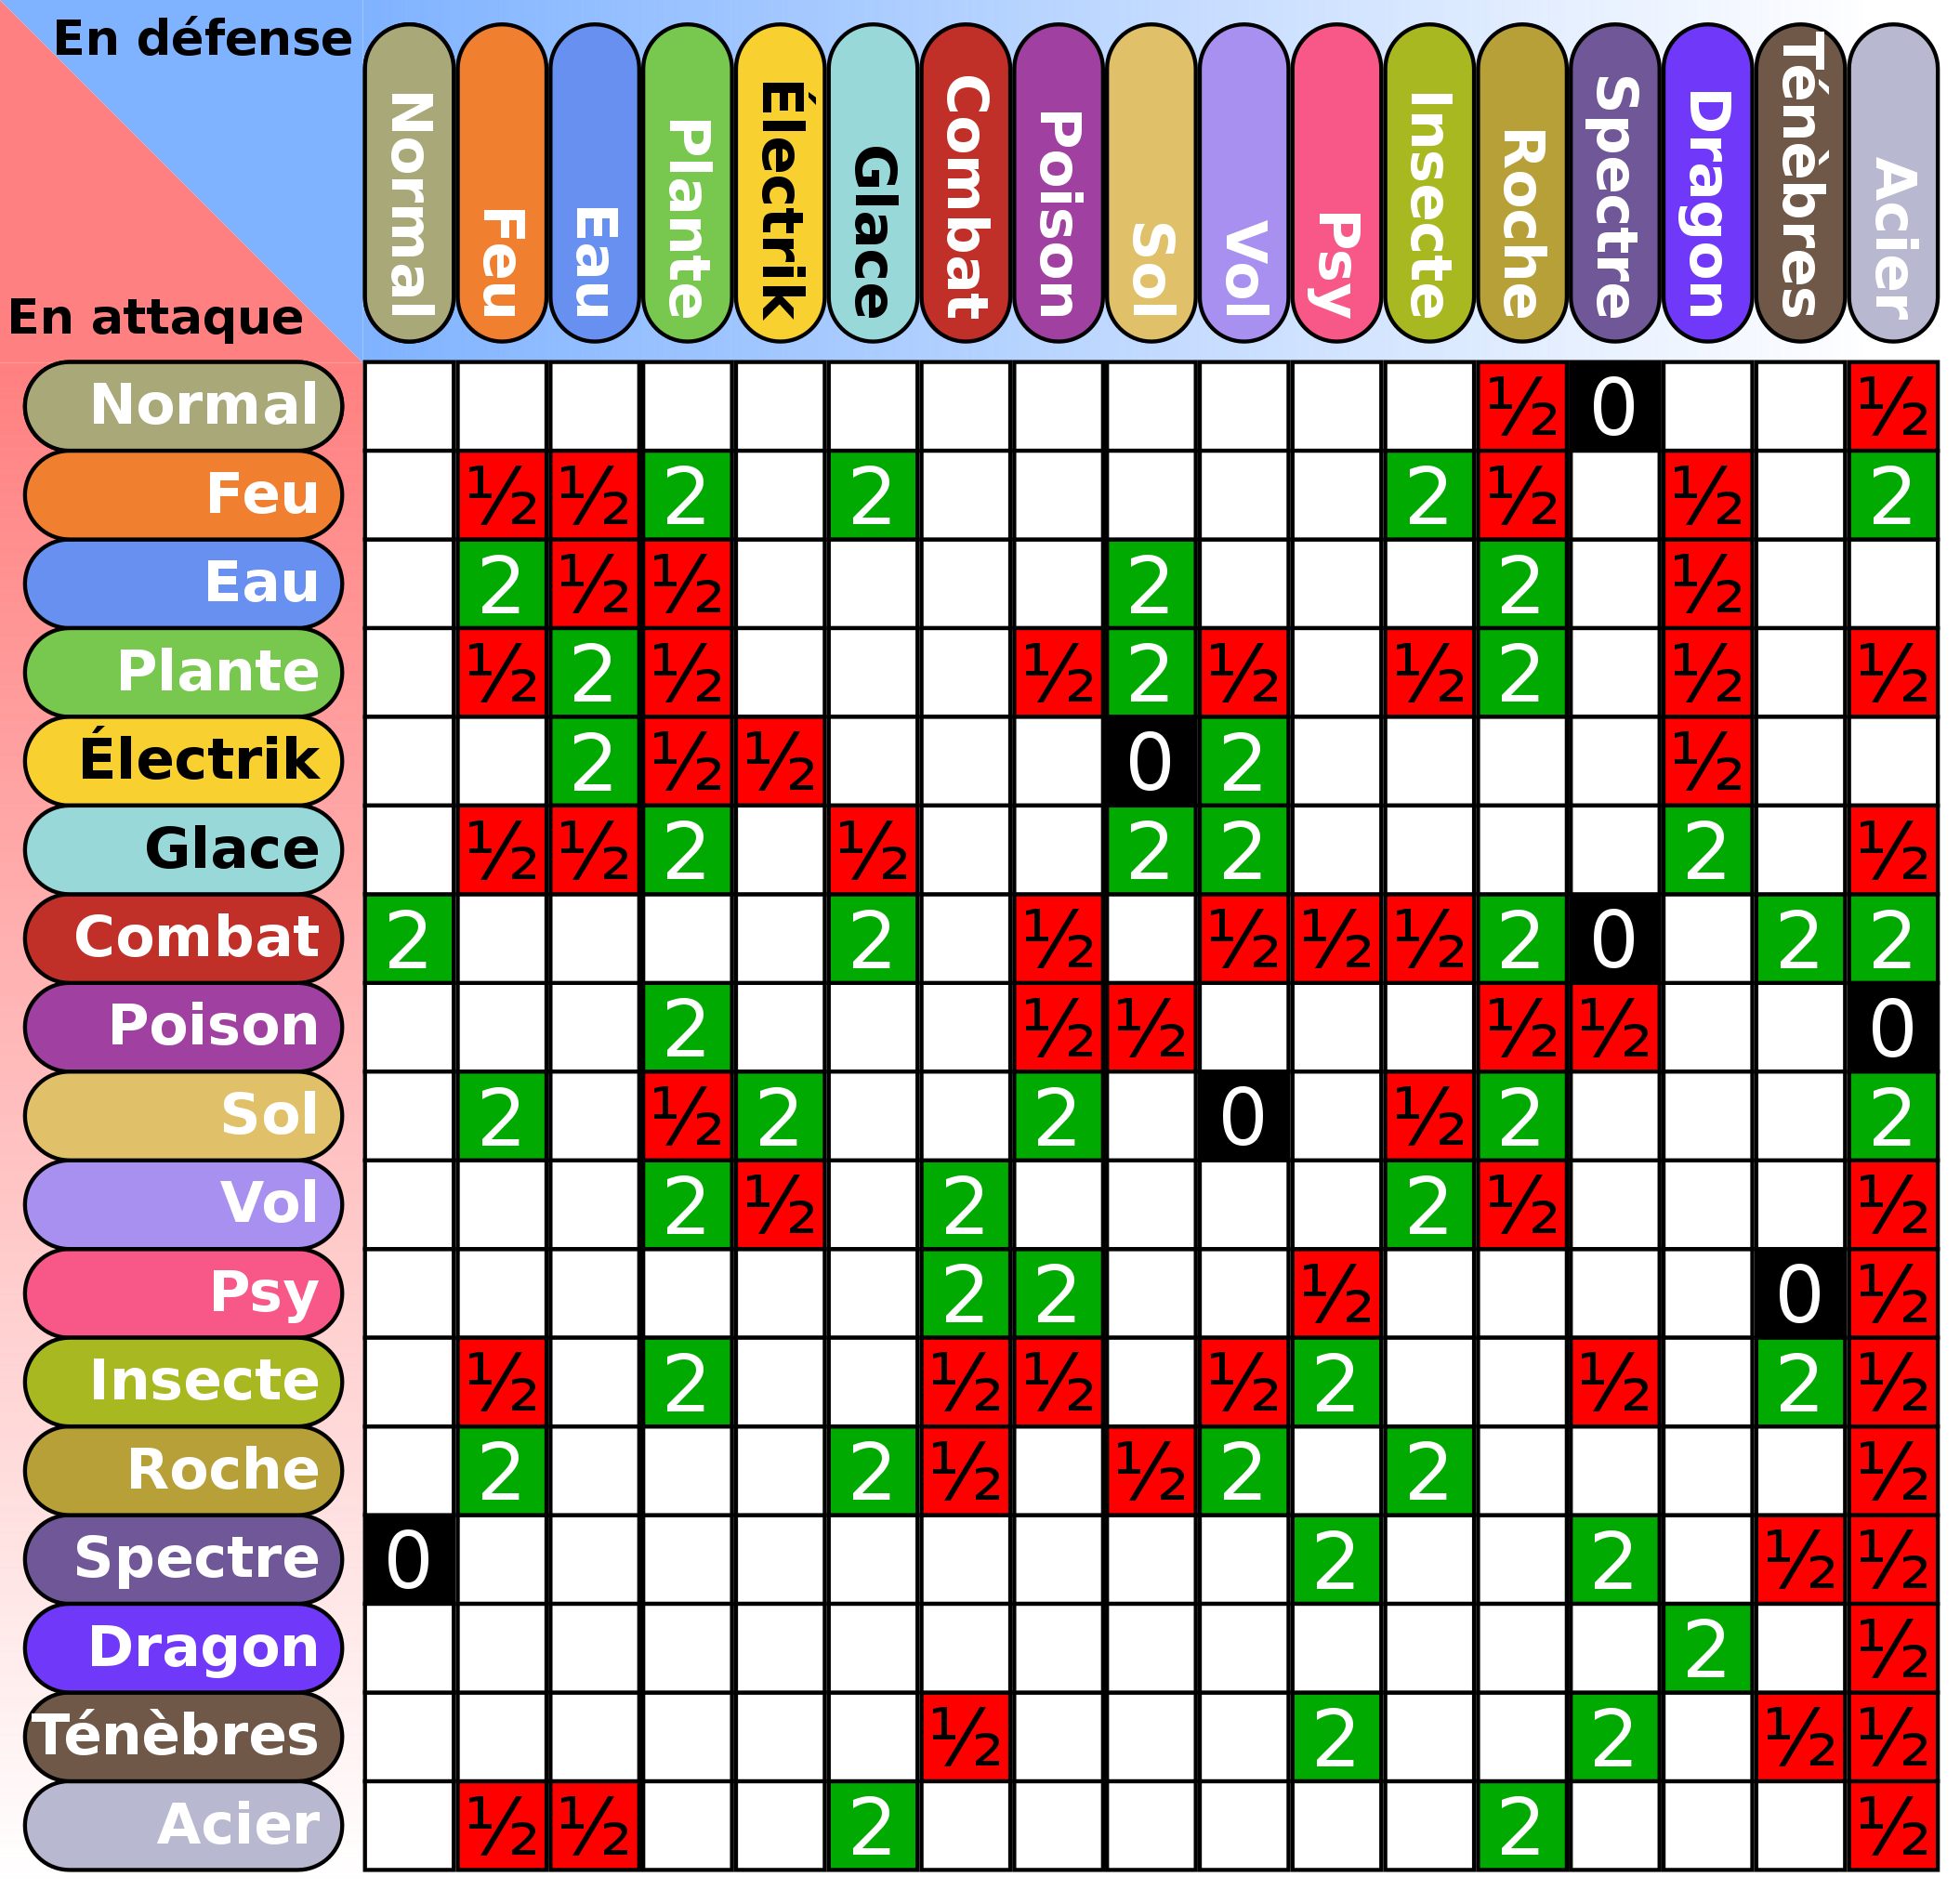 En défense
En attaque
Normal Feu Eau Plante Électrik Glace Combat Poison Sol Vol Psy Insecte Roche Spectre Dragon Ténèbres Acier
Normal ½ 0 ½
Feu ½ ½ 2 2 2 ½ ½ 2
Eau 2 ½ ½ 2 2 ½
Plante ½ 2 ½ ½ 2 ½ ½ 2 ½ ½
Électrik 2 ½ ½ 0 2 ½
Glace ½ ½ 2 ½ 2 2 2 ½
Combat 2 2 ½ ½ ½ ½ 2 0 2 2
Poison 2 ½ ½ ½ ½ 0
Sol 2 ½ 2 2 0 ½ 2 2
Vol 2 ½ 2 2 ½ ½
Psy 2 2 ½ 0 ½
Insecte ½ 2 ½ ½ ½ 2 ½ 2 ½
Roche 2 2 ½ ½ 2 2 ½
Spectre 0 2 2 ½ ½
Dragon 2 ½
Ténèbres ½ 2 2 ½ ½
Acier ½ ½ 2 2 ½